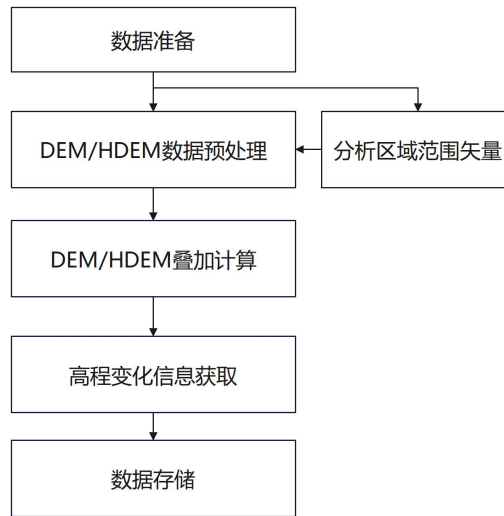 数据准备
DEM/HDEM数据预处理
分析区域范围矢量
DEM/HDEM叠加计算
高程变化信息获取
数据存储